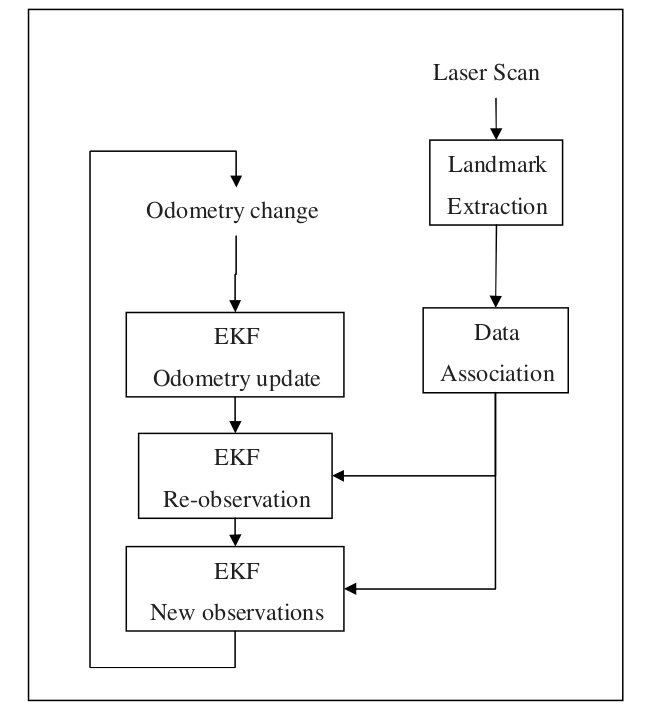 Laser Scan
Landmark
Extraction
Odometry change
EKF
Odometry update
Data
Association
EKF
Re-observation
EKF
New observations